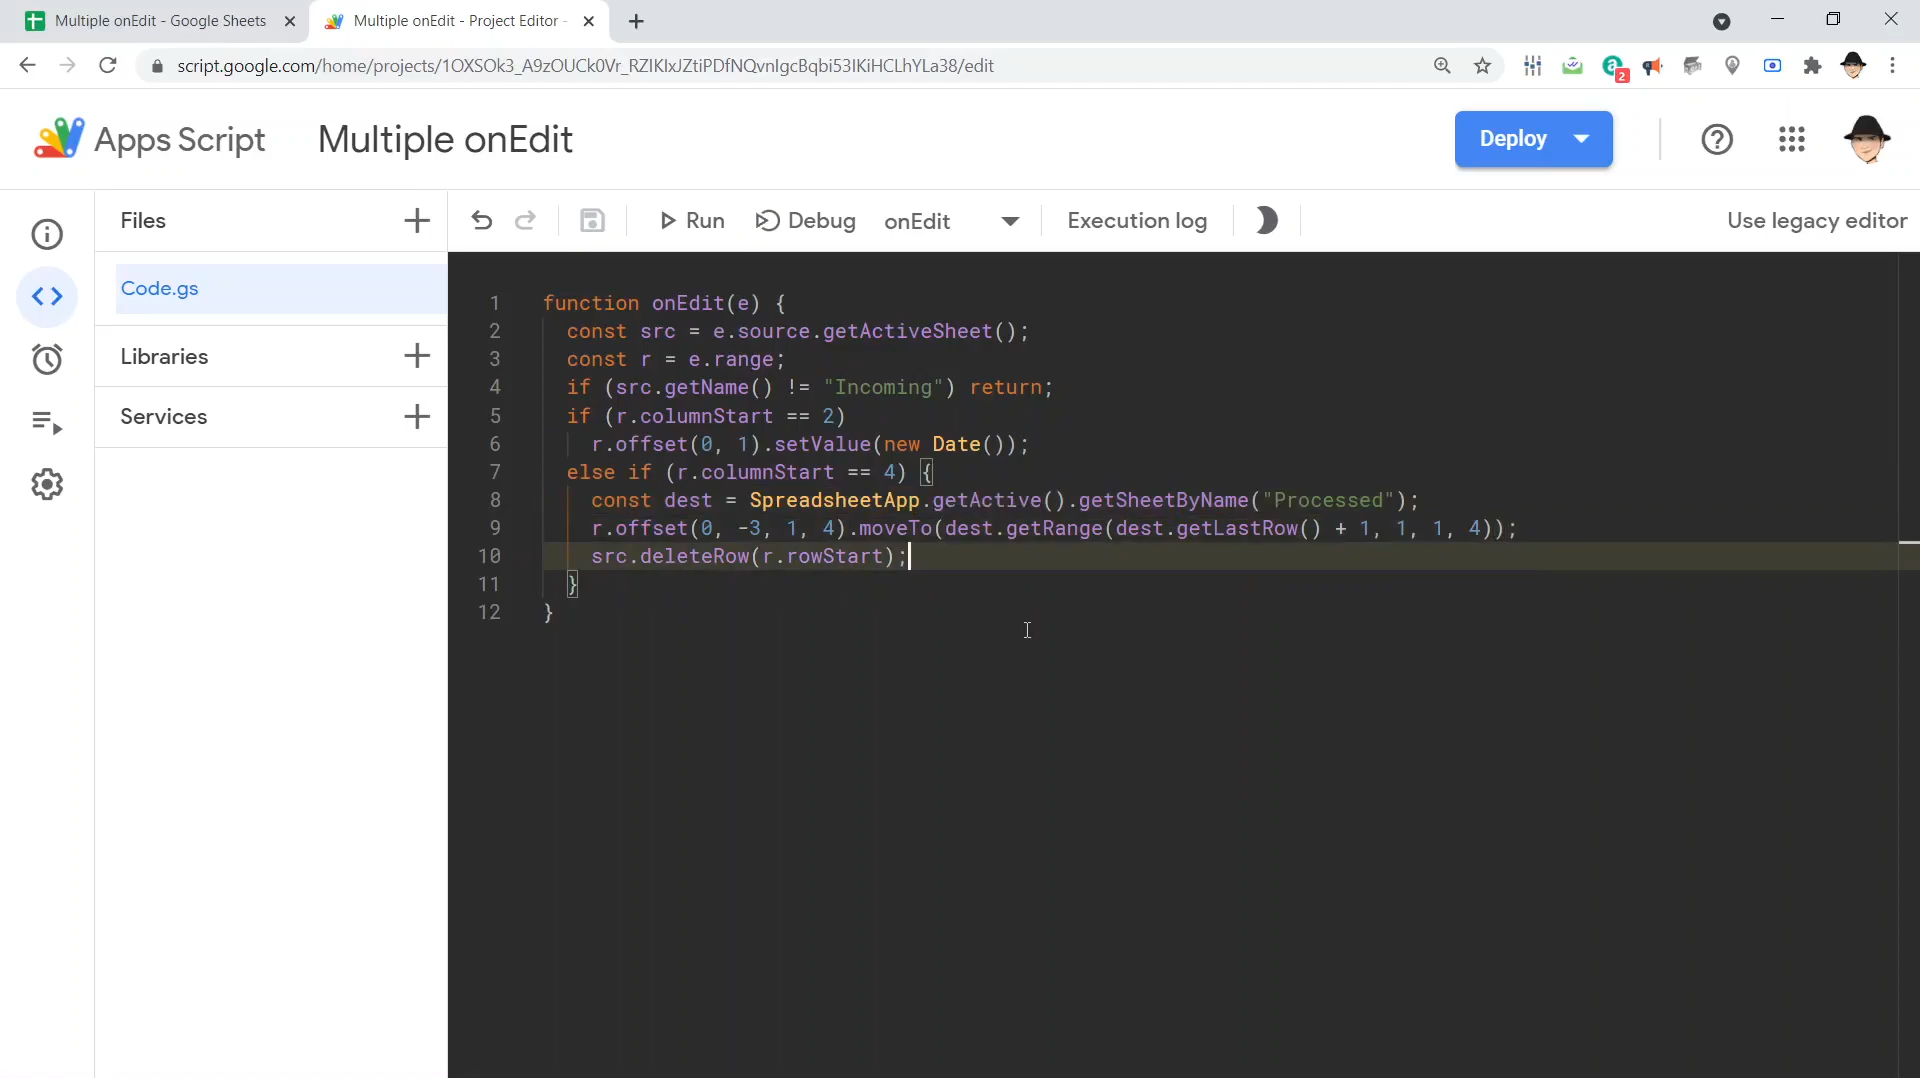 Multiple onEdit - Google Sheets
Multiple onEdit - Project Editor -
script.google.com/home/projects/1OXSOk3_A9zOUCk0Vr_RZIKIxJZtiPDfNQvnIgcBqbi53IKiHCLhYLa38/edit
2
Apps Script
Multiple onEdit
Deploy
Files
Run
Debug
onEdit
Execution log
Use legacy editor
Code.gs
Libraries
Services
1 function onEdit(e) {
2 const src = e.source.getActiveSheet();
3 const r = e.range;
4 if (src.getName() != "Incoming") return;
5 if (r.columnStart == 2)
6 r.offset(0, 1).setValue(new Date());
7 else if (r.columnStart == 4) {
8 const dest = SpreadsheetApp.getActive().getSheetByName("Processed");
9 r.offset(0, -3, 1, 4).moveTo(dest.getRange(dest.getLastRow() + 1, 1, 1, 4));
10 src.deleteRow(r.rowStart);
11 }
12 }